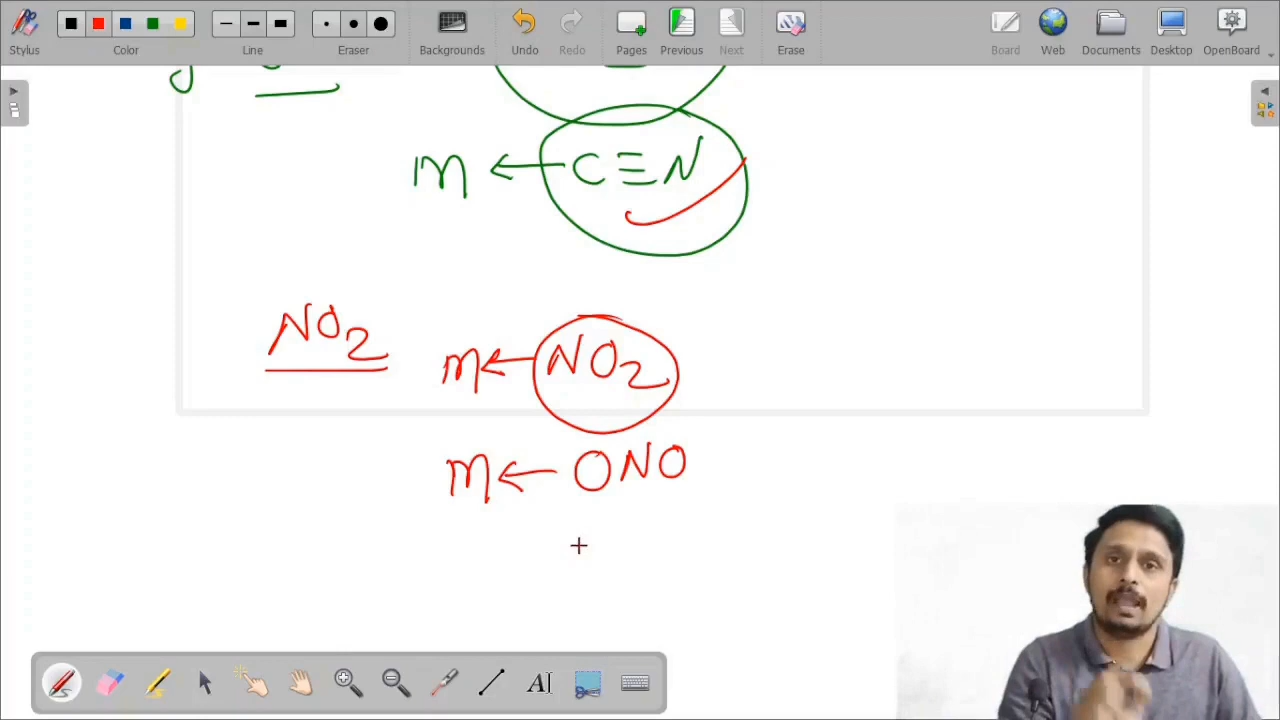 Stylus Color Line Eraser Backgrounds Undo Redo Pages Previous Next Erase Board Web Documents Desktop OpenBoard
m ← C≡N
NO2 m ← NO2
m ← ONO
AI